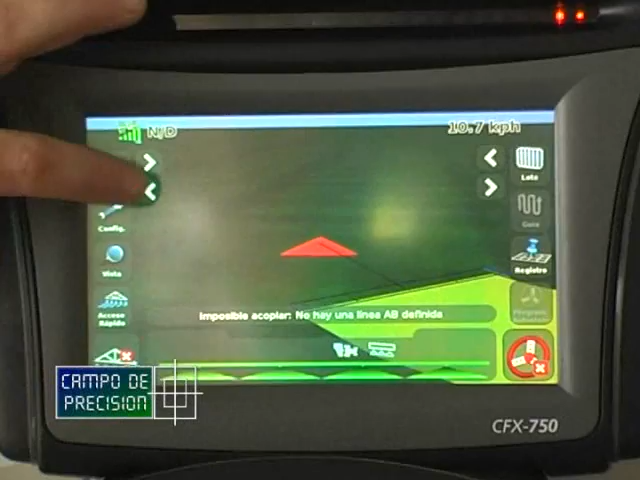 N/D
10.7 kph
Lote
Config.
Vista
Registro
Acceso
Rápido
Imposible acoplar: No hay una línea AB definida
CAMPO DE
PRECISION
CFX-750